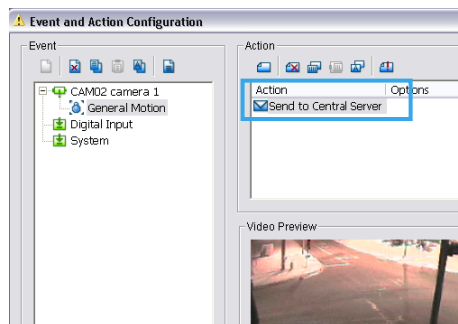 Event and Action Configuration
Event
Action
CAM02 camera 1
General Motion
Digital Input
System
Action Options
Send to Central Server
Video Preview